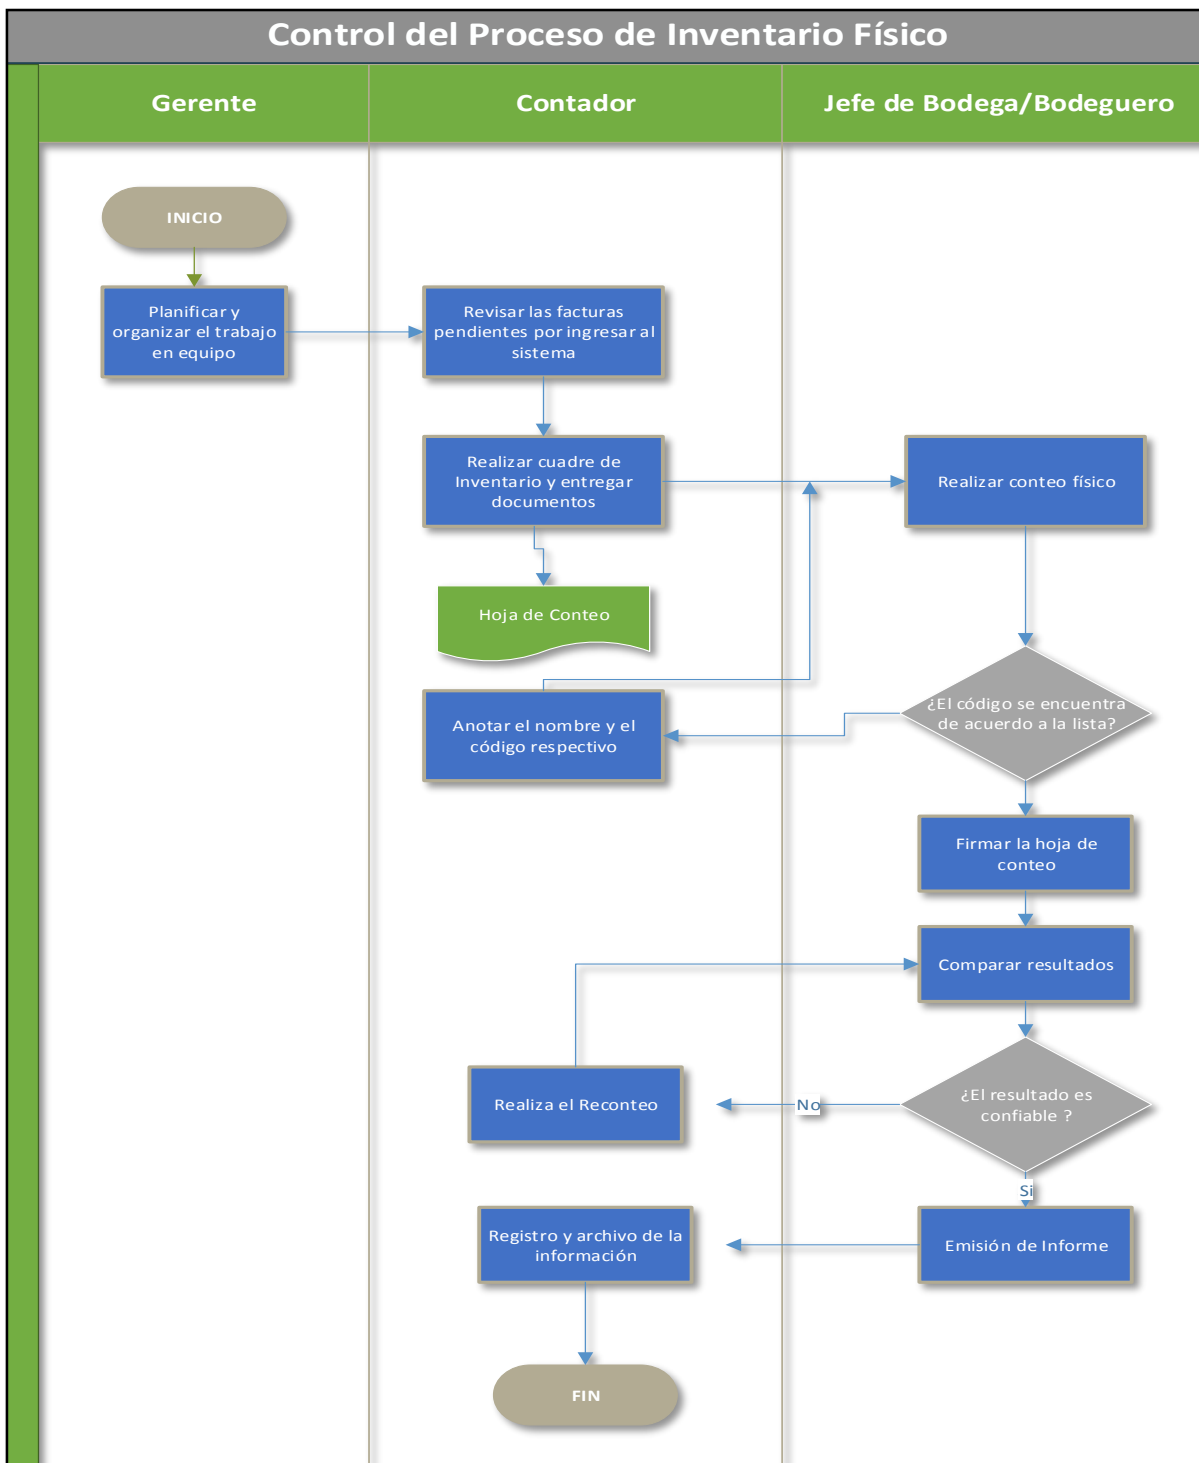 Control del Proceso de Inventario Físico
Gerente
Contador
Jefe de Bodega/Bodeguero
INICIO
Planificar y
organizar el trabajo
en equipo
Revisar las facturas
pendientes por ingresar al
sistema
Realizar cuadre de
Inventario y entregar
documentos
Realizar conteo físico
Hoja de Conteo
¿El código se encuentra
de acuerdo a la lista?
Anotar el nombre y el
código respectivo
Firmar la hoja de
conteo
Comparar resultados
¿El resultado es
confiable ?
No
Realiza el Reconteo
Si
Emisión de Informe
Registro y archivo de la
información
FIN